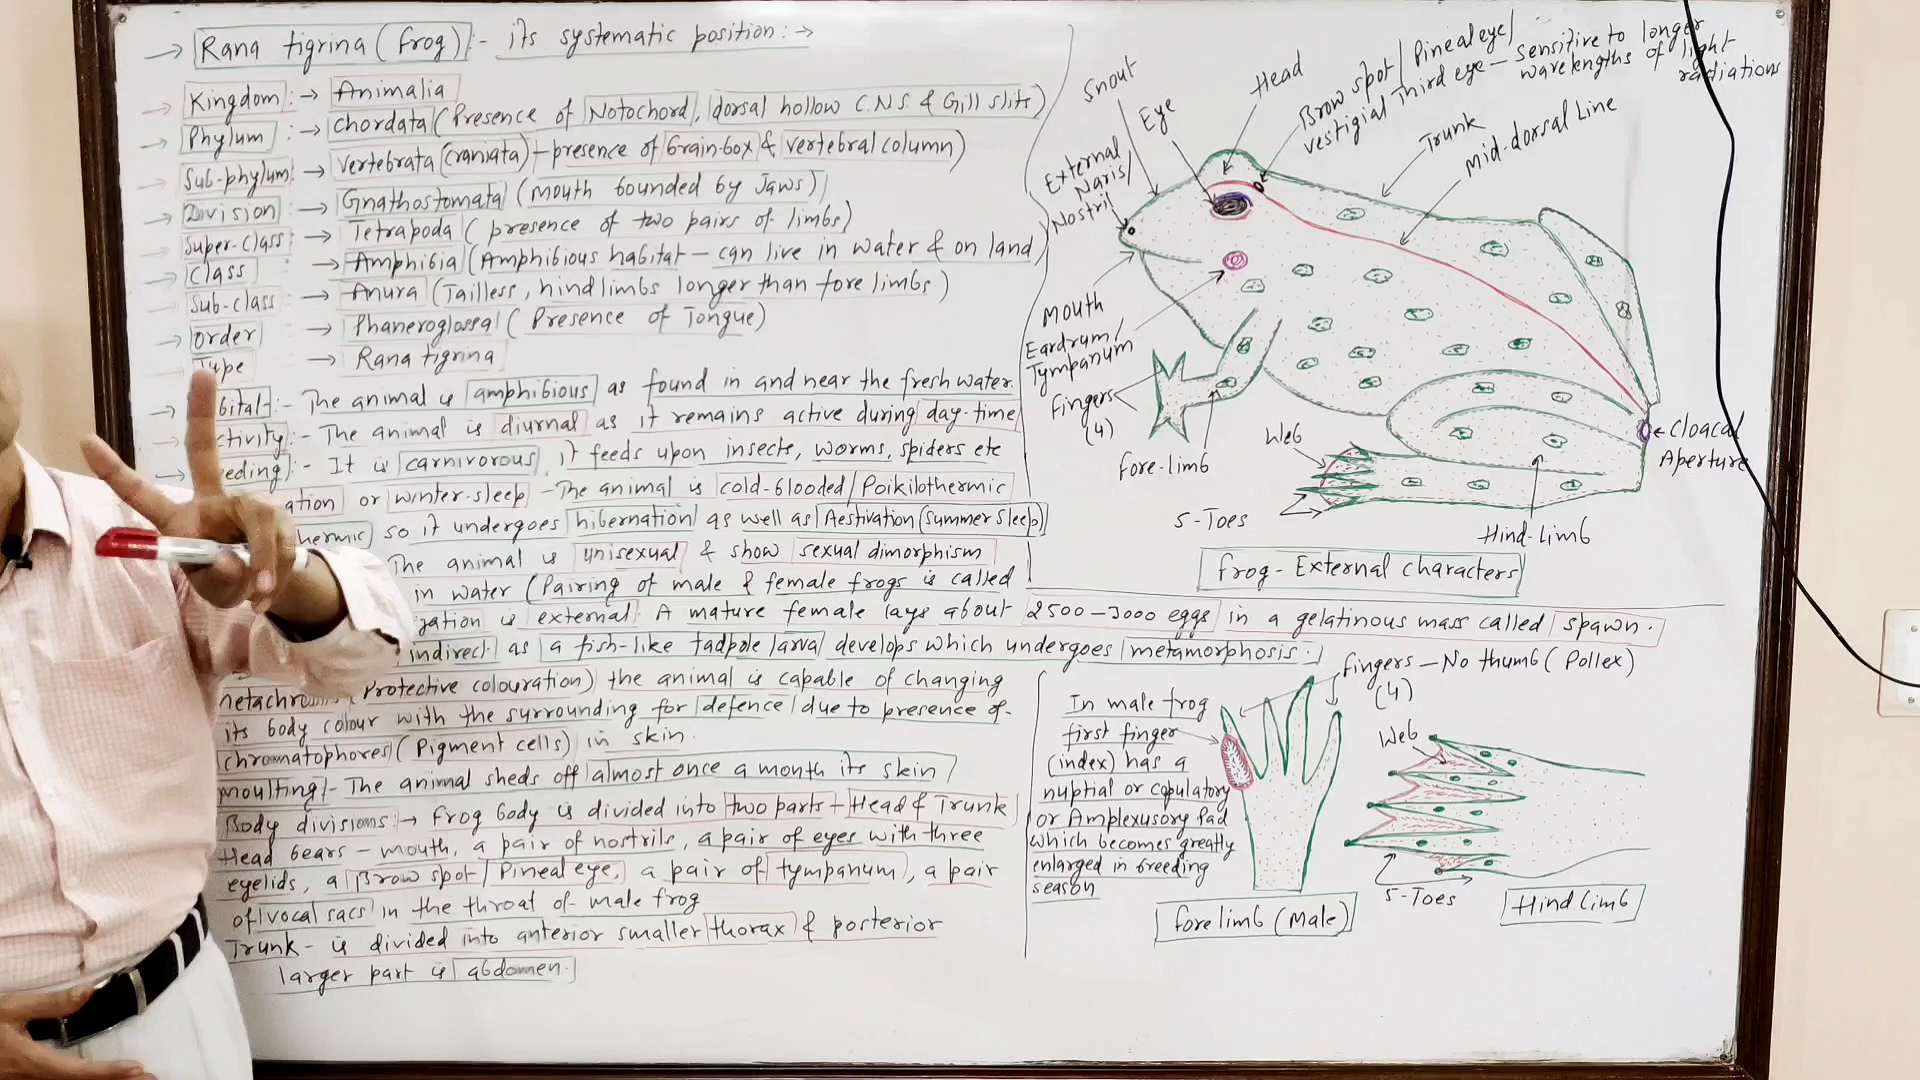 → Rana tigrina (frog) :- its systematic position :→
→ Kingdom :→ Animalia
→ Phylum :→ Chordata (Presence of Notochord, dorsal hollow C.N.S & Gill slits)
→ Sub-phylum :→ Vertebrata (Craniata) - presence of brain-box & vertebral column)
→ Division :→ Gnathostomata (mouth bounded by Jaws)
→ Super-class : → Tetrapoda (presence of two pairs of limbs)
→ Class : → Amphibia (Amphibious habitat - can live in water & on land)
→ Sub-class : → Anura (Tailless, hindlimbs longer than fore limbs)
→ Order → Phaneroglossa (Presence of Tongue)
→ Type → Rana tigrina
→ bitat :- The animal is amphibious as found in and near the fresh water.
→ ctivity :- The animal is diurnal as it remains active during day-time
→ eeding :- It is carnivorous, it feeds upon insects, worms, spiders etc
ation or winter-sleep - The animal is cold-blooded / Poikilothermic
hermic) so it undergoes hibernation as well as Aestivation (summer sleep)
The animal is unisexual & show sexual dimorphism
in water (Pairing of male & female frogs is called
ization is external. A mature female lays about 2500 - 3000 eggs in a gelatinous mass called spawn.
indirect as a fish-like tadpole larva develops which undergoes metamorphosis.
Metachro (Protective colouration) the animal is capable of changing
its body colour with the surrounding for defence due to presence of
chromatophores (Pigment cells) in skin.
Moulting - The animal sheds off almost once a month its skin
Body divisions :→ Frog body is divided into two parts - Head & Trunk
Head bears - mouth, a pair of nostrils, a pair of eyes with three
eyelids, a Brow spot / Pineal eye, a pair of tympanum, a pair
of vocal sacs in the throat of male frog
Trunk - is divided into anterior smaller thorax & posterior
larger part is abdomen.
Snout
Eye
Head
Brow spot / Pineal eye /
vestigial Third eye - sensitive to longer
wavelengths of light
radiations
Trunk
Mid-dorsal Line
External
Naris /
Nostril
Mouth
Eardrum /
Tympanum
Fingers
(4)
Fore-limb
Web
5-Toes
Hind-limb
← Cloacal
Aperture
Frog - External characters
Fingers - No thumb (Pollex)
(4)
In male frog
first finger
(index) has a
nuptial or copulatory
or Amplexusory Pad
which becomes greatly
enlarged in breeding
season
Fore limb (Male)
Web
5-Toes
Hind Limb